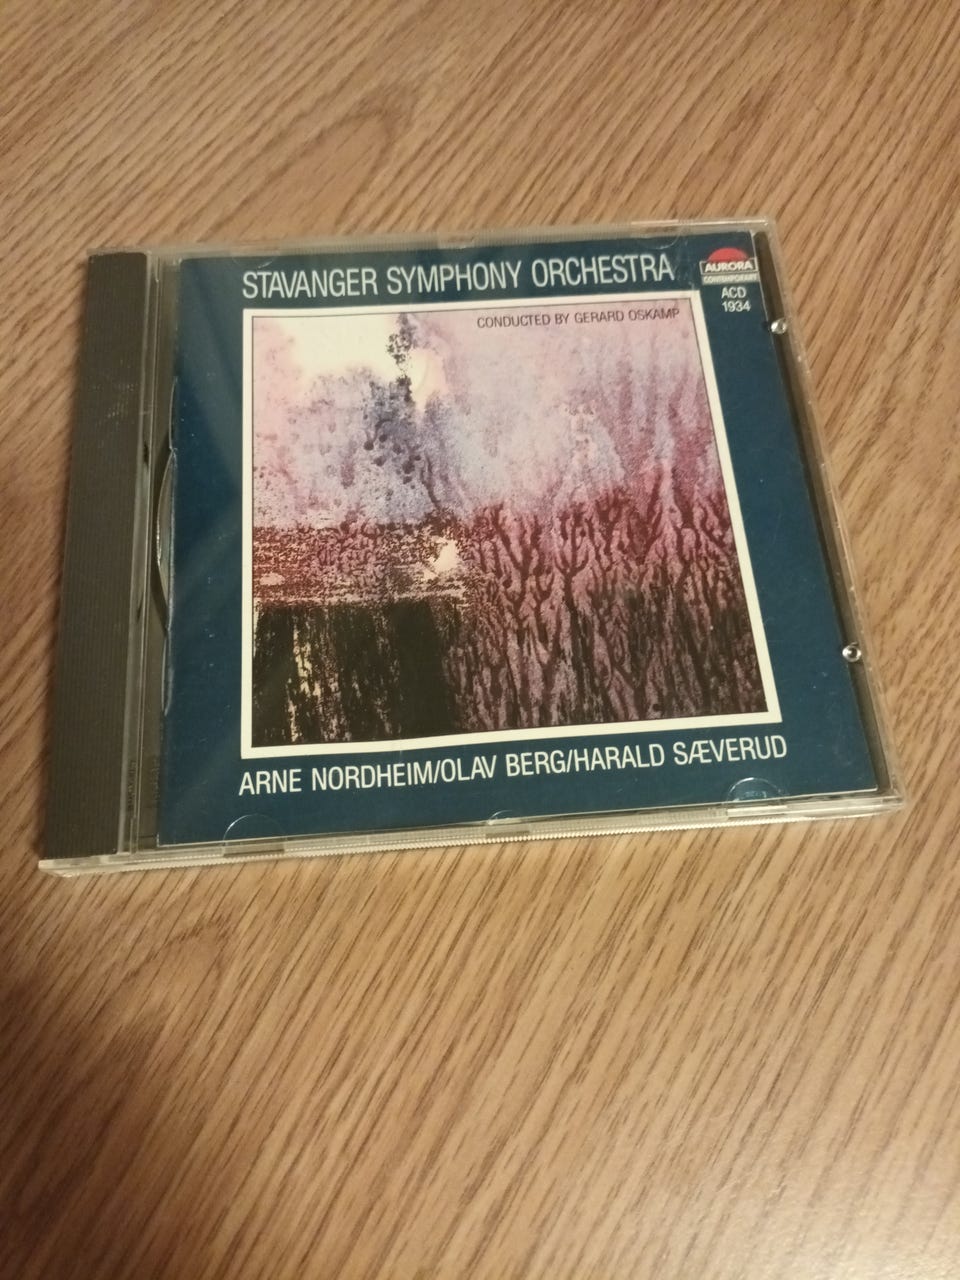 STAVANGER SYMPHONY ORCHESTRA
AURORA
CONTEMPORARY
ACD
1934
CONDUCTED BY GERARD OSKAMP
ARNE NORDHEIM/OLAV BERG/HARALD SÆVERUD